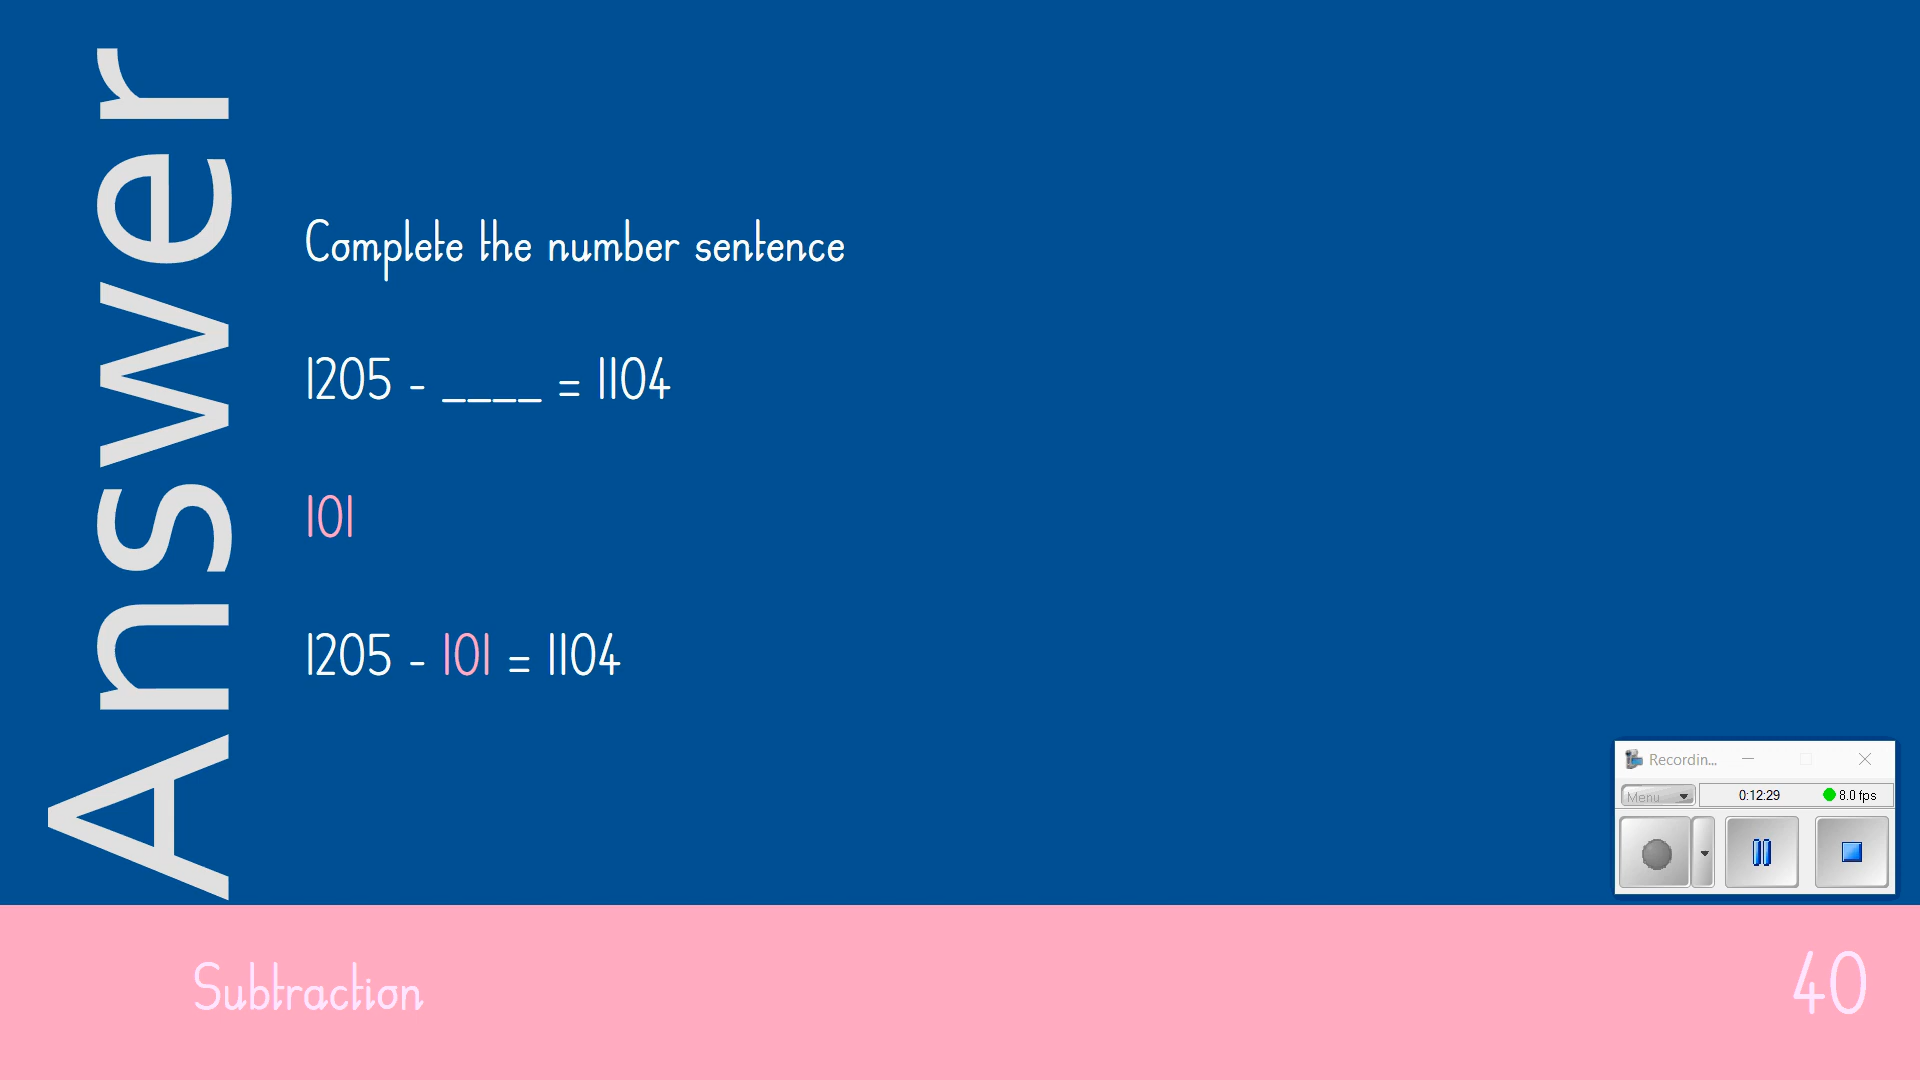 Answer
Complete the number sentence
1205 - ____ = 1104
101
1205 - 101 = 1104
Recordin...
Menu
0:12:29
8.0 fps
Subtraction
40